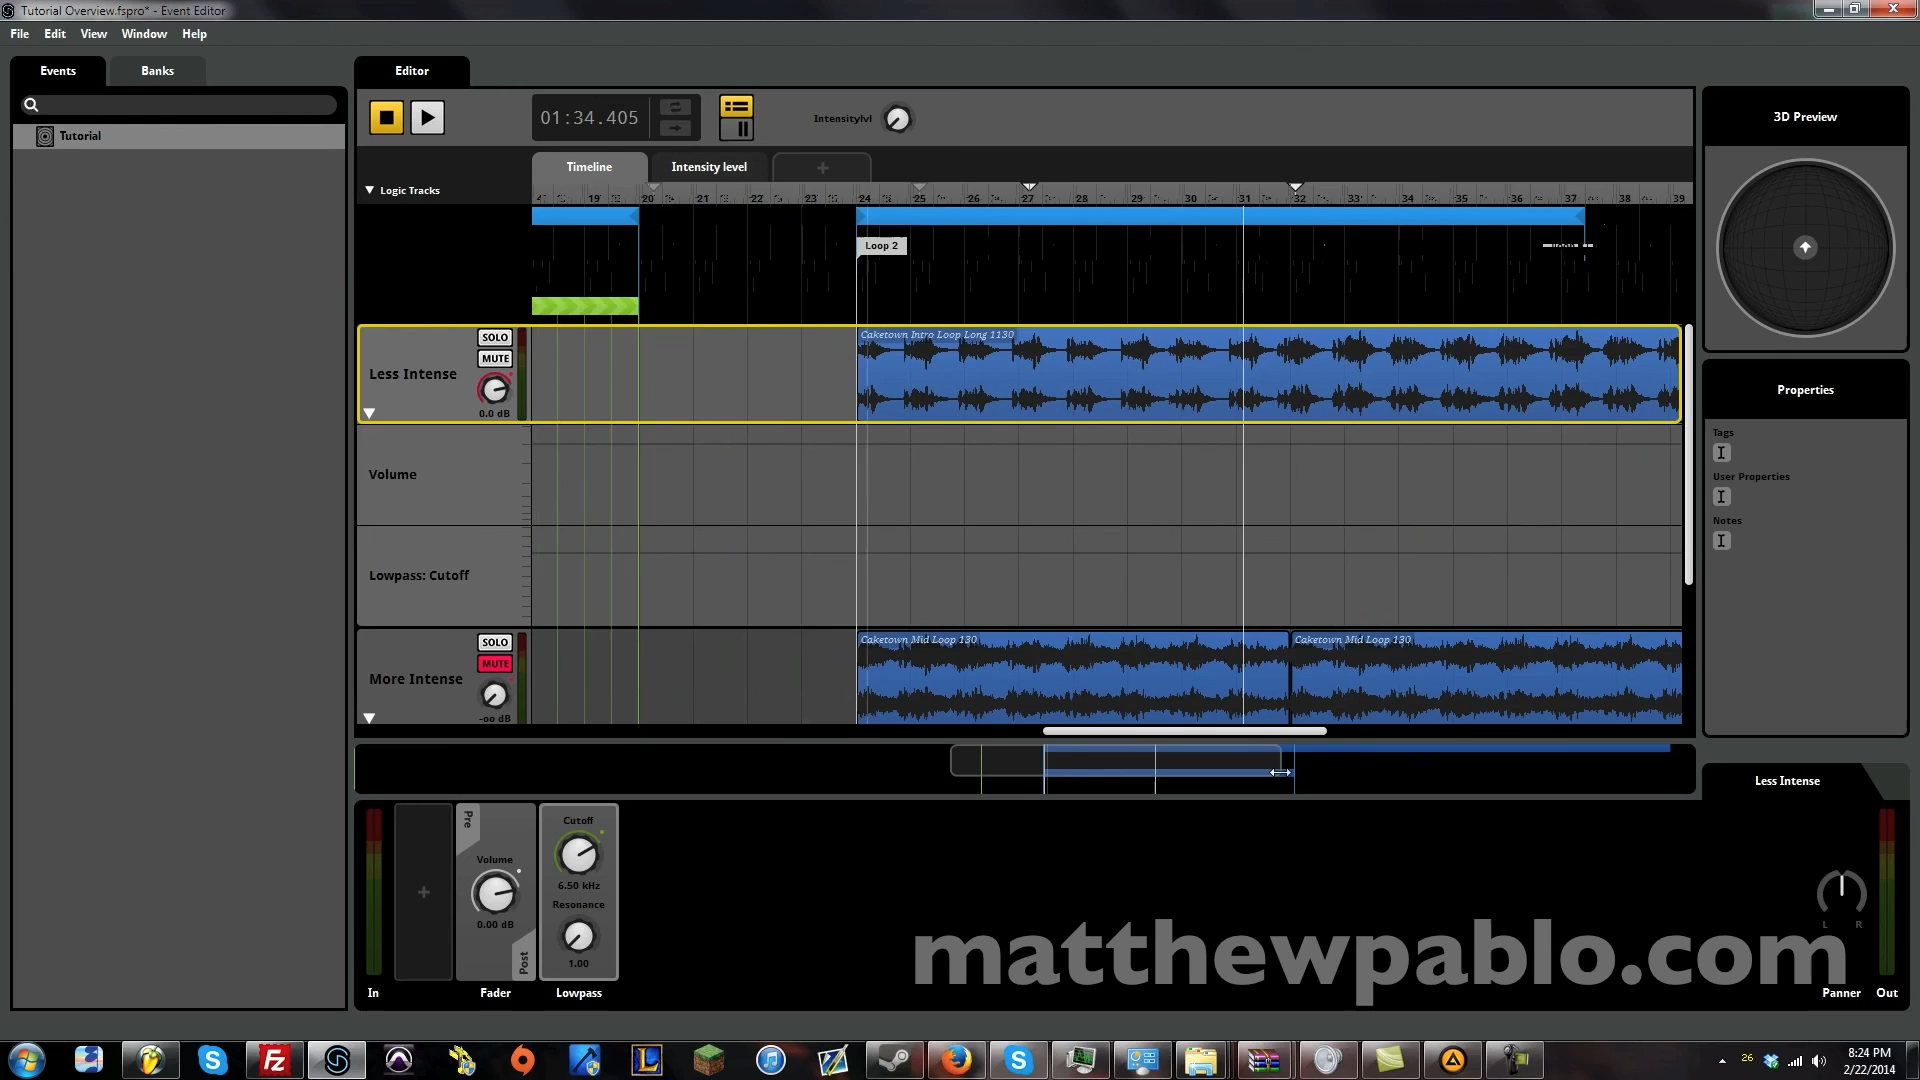 Tutorial Overview.fspro* - Event Editor
File Edit View Window Help
Events Banks
Editor
Tutorial
01:34.405
Intensitylvl
Timeline Intensity level +
Logic Tracks
19 20 21 22 23 24 25 26 27 28 29 30 31 32 33 34 35 36 37 38 39
Loop 2
Less Intense
SOLO
MUTE
0.0 dB
Caketown Intro Loop Long 1130
Volume
Lowpass: Cutoff
More Intense
SOLO
MUTE
-oo dB
Caketown Mid Loop 130
Caketown Mid Loop 130
3D Preview
Properties
Tags
User Properties
Notes
Less Intense
Pre
Volume
0.00 dB
Post
Cutoff
6.50 kHz
Resonance
1.00
In
Fader
Lowpass
L R
Panner
Out
matthewpablo.com
26
8:24 PM
2/22/2014